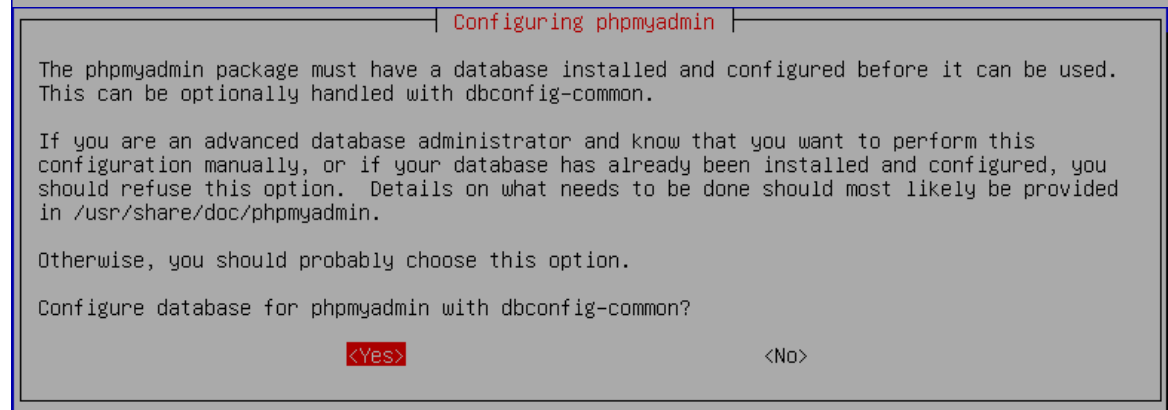 Configuring phpmyadmin
The phpmyadmin package must have a database installed and configured before it can be used.
This can be optionally handled with dbconfig-common.
If you are an advanced database administrator and know that you want to perform this
configuration manually, or if your database has already been installed and configured, you
should refuse this option.  Details on what needs to be done should most likely be provided
in /usr/share/doc/phpmyadmin.
Otherwise, you should probably choose this option.
Configure database for phpmyadmin with dbconfig-common?
<Yes> <No>